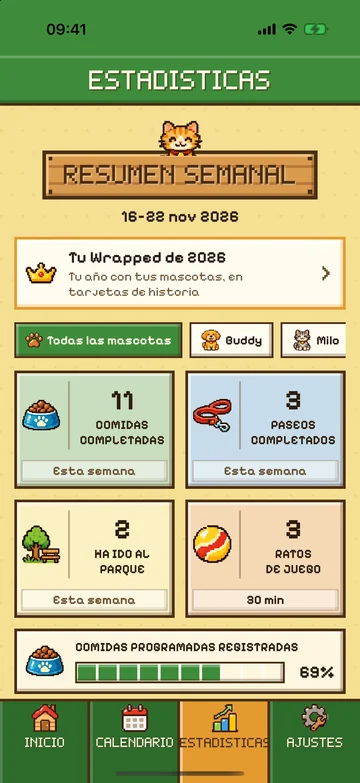 09:41
ESTADISTICAS
RESUMEN SEMANAL
16-22 nov 2026
Tu Wrapped de 2026
Tu año con tus mascotas, en
tarjetas de historia
Todas las mascotas
Buddy
Milo
11
COMIDAS
COMPLETADAS
Esta semana
3
PASEOS
COMPLETADOS
Esta semana
2
HA IDO AL
PARQUE
Esta semana
3
RATOS
DE JUEGO
30 min
COMIDAS PROGRAMADAS REGISTRADAS
69%
INICIO
CALENDARIO
ESTADISTICAS
AJUSTES